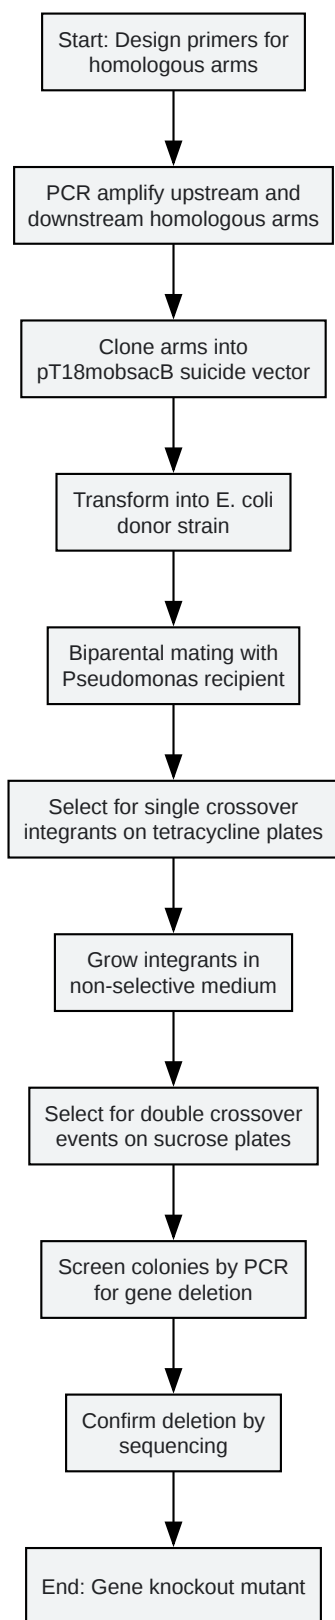 Start: Design primers for
homologous arms
PCR amplify upstream and
downstream homologous arms
Clone arms into
pT18mobsacB suicide vector
Transform into E. coli
donor strain
Biparental mating with
Pseudomonas recipient
Select for single crossover
integrants on tetracycline plates
Grow integrants in
non-selective medium
Select for double crossover
events on sucrose plates
Screen colonies by PCR
for gene deletion
Confirm deletion by
sequencing
End: Gene knockout mutant